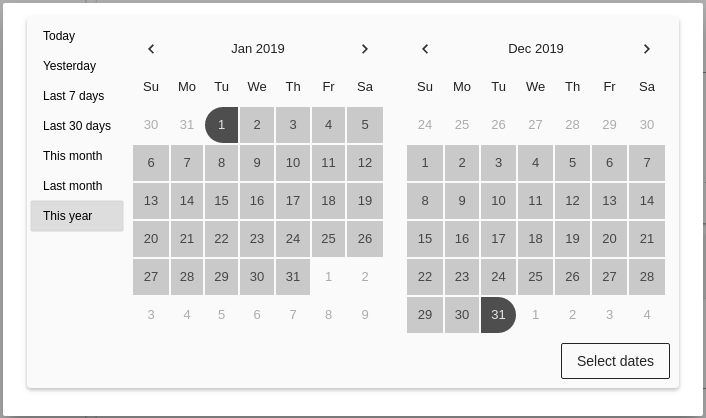 Today
Yesterday
Last 7 days
Last 30 days
This month
Last month
This year
Jan 2019
Su Mo Tu We Th Fr Sa
30 31 1 2 3 4 5
6 7 8 9 10 11 12
13 14 15 16 17 18 19
20 21 22 23 24 25 26
27 28 29 30 31 1 2
3 4 5 6 7 8 9
Dec 2019
Su Mo Tu We Th Fr Sa
24 25 26 27 28 29 30
1 2 3 4 5 6 7
8 9 10 11 12 13 14
15 16 17 18 19 20 21
22 23 24 25 26 27 28
29 30 31 1 2 3 4
Select dates